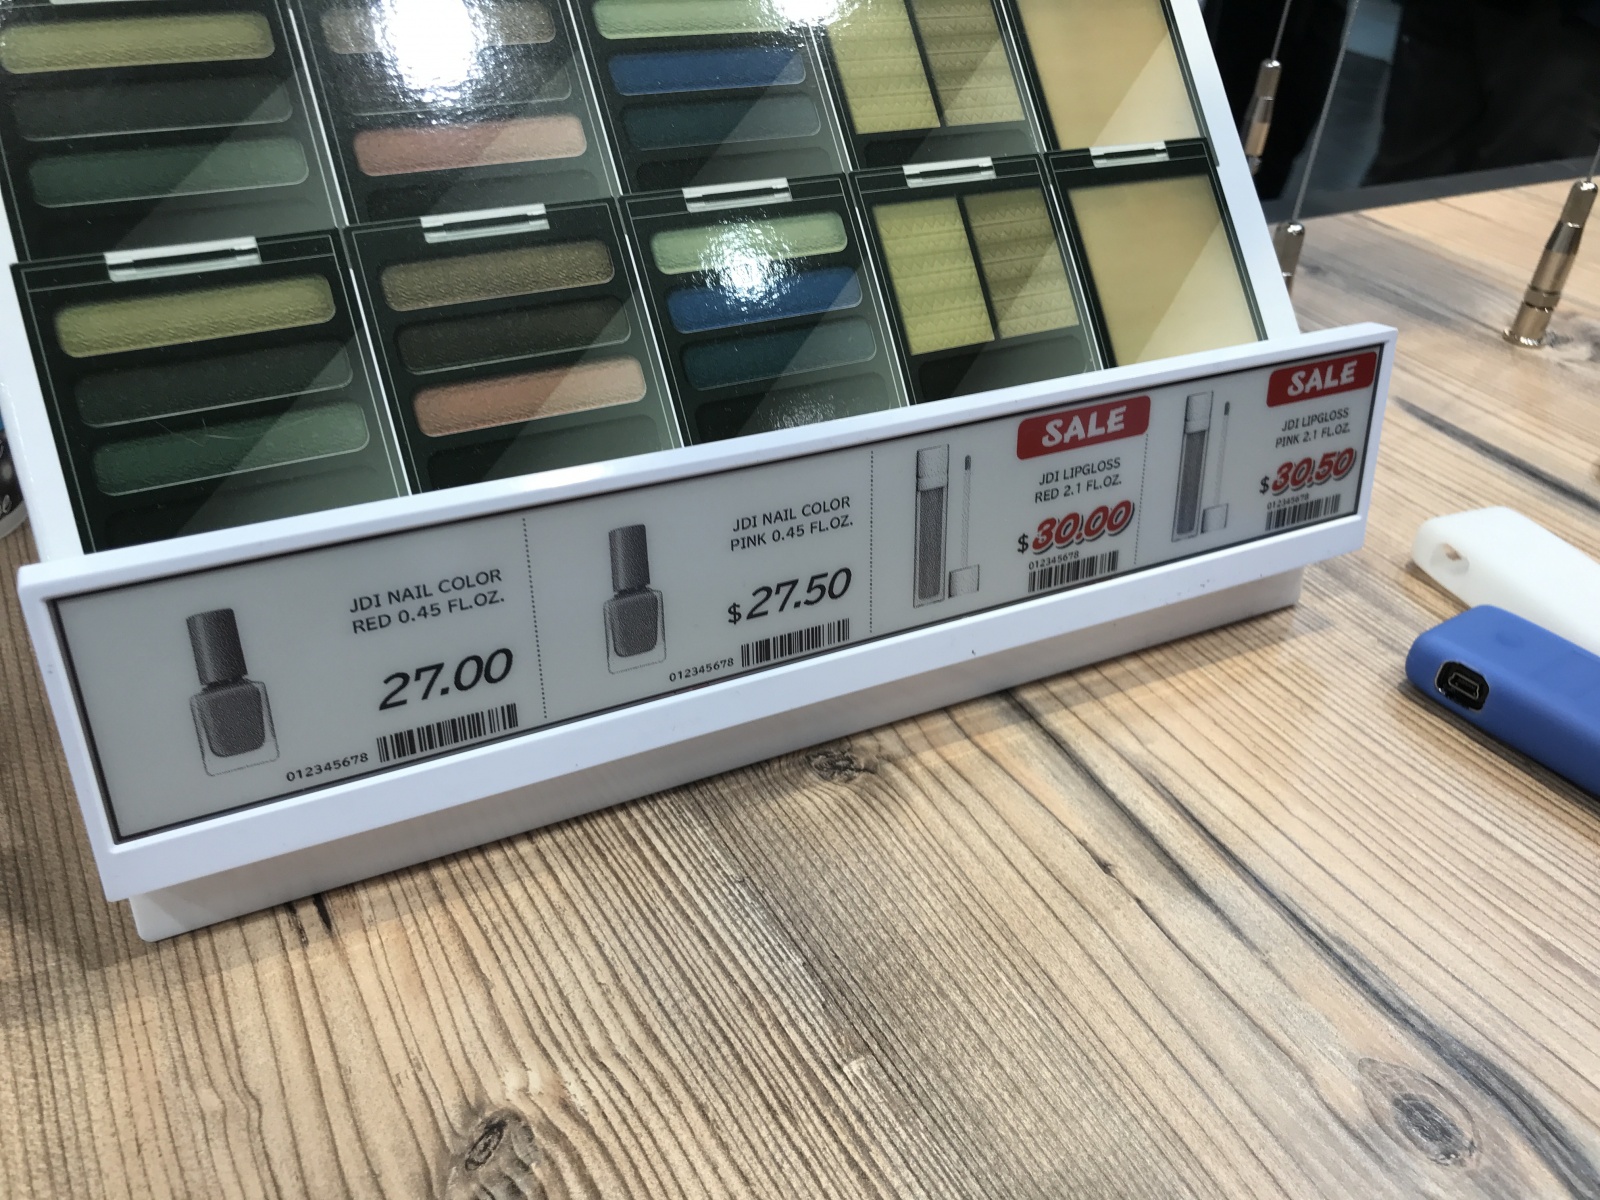 JDI NAIL COLOR
RED 0.45 FL.OZ.
27.00
012345678
JDI NAIL COLOR
PINK 0.45 FL.OZ.
$27.50
012345678
SALE
JDI LIPGLOSS
RED 2.1 FL.OZ.
$30.00
012345678
SALE
JDI LIPGLOSS
PINK 2.1 FL.OZ.
$30.50
012345678